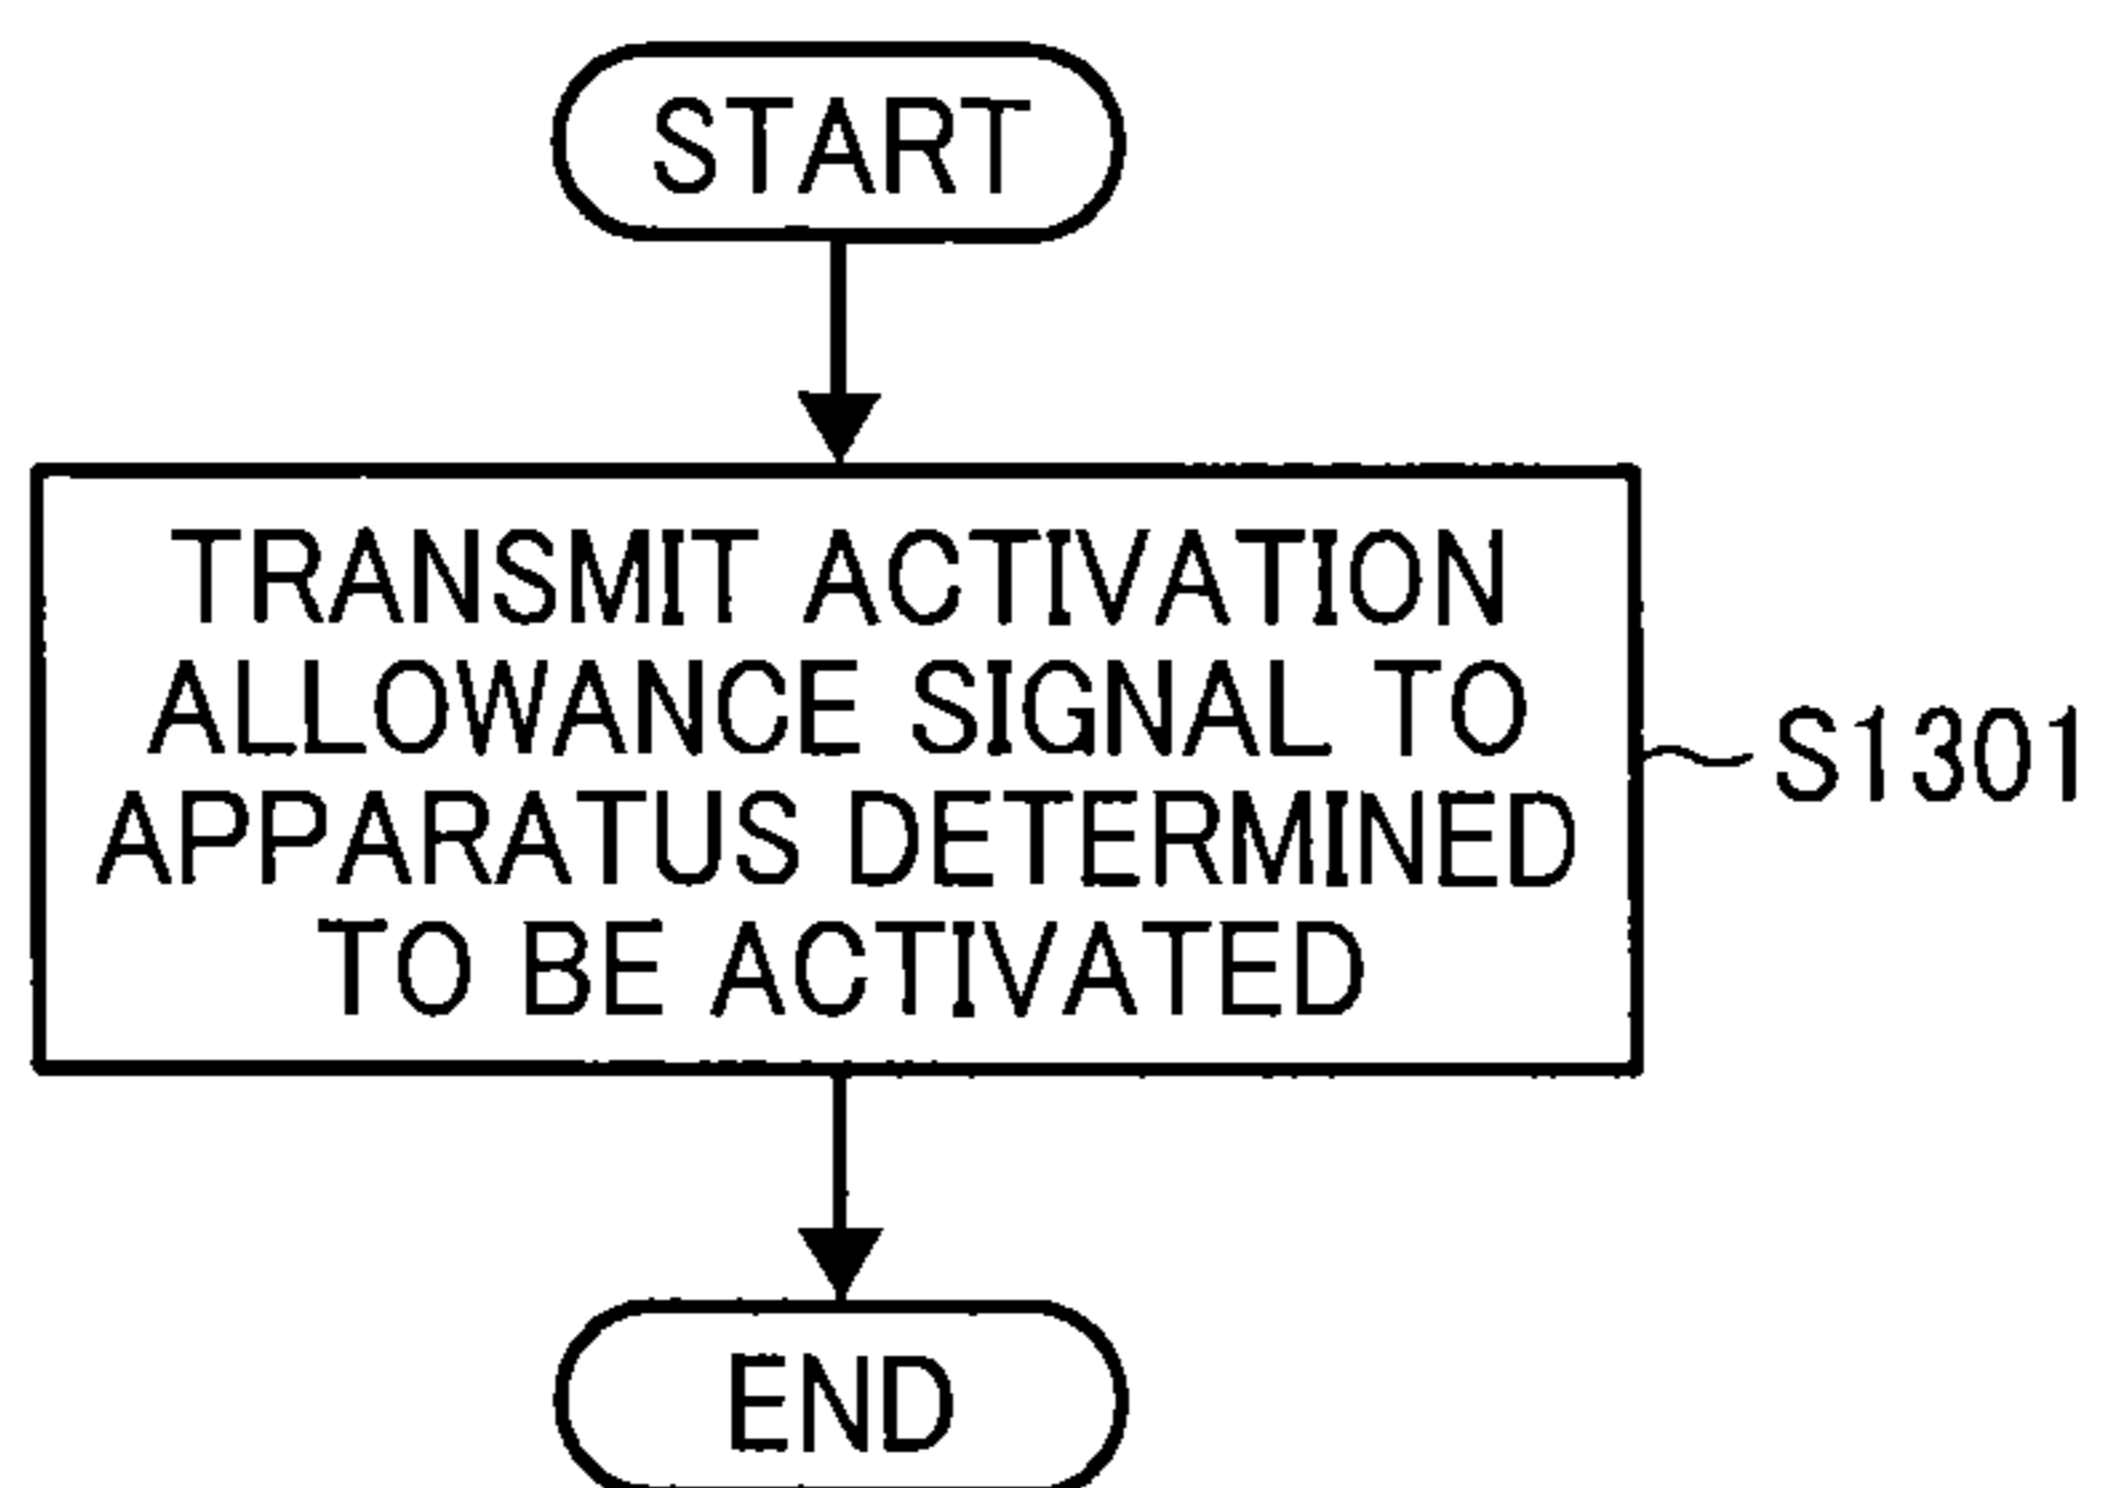 START
TRANSMIT ACTIVATION
ALLOWANCE SIGNAL TO
APPARATUS DETERMINED
TO BE ACTIVATED
S1301
END